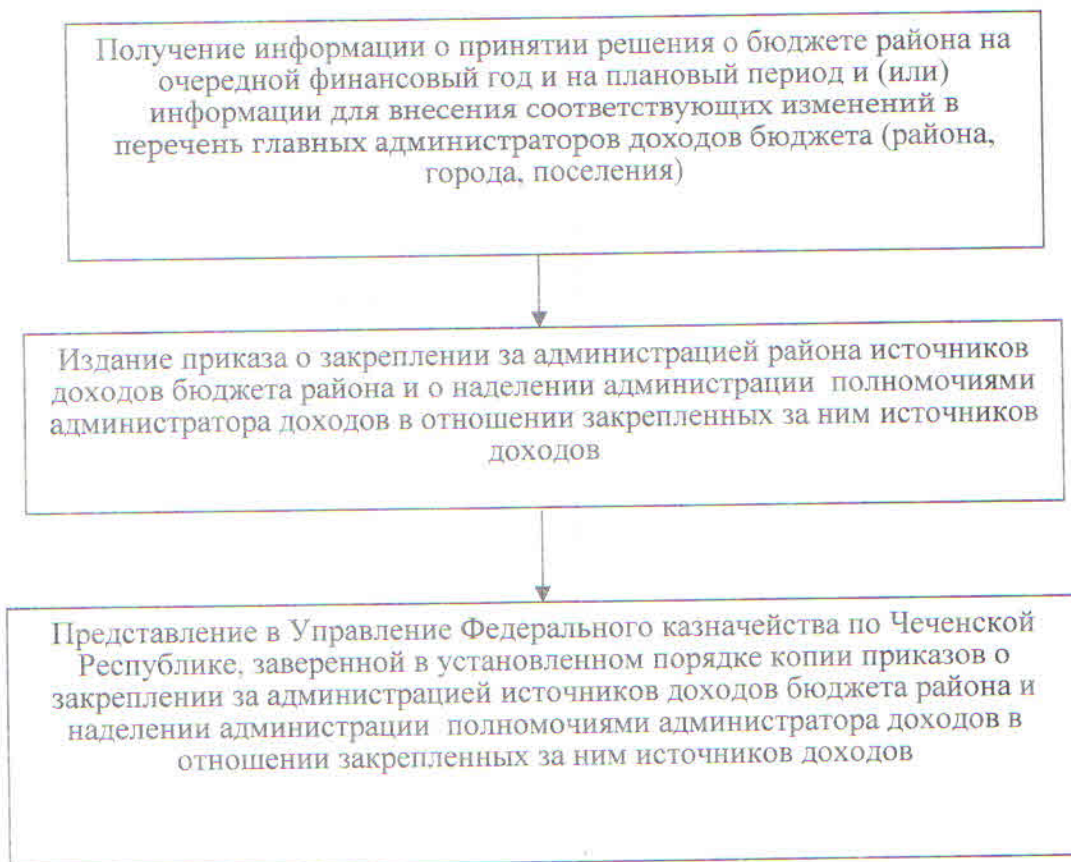 Получение информации о принятии решения о бюджете района на
очередной финансовый год и на плановый период и (или)
информации для внесения соответствующих изменений в
перечень главных администраторов доходов бюджета (района,
города, поселения)
Издание приказа о закреплении за администрацией района источников
доходов бюджета района и о наделении администрации полномочиями
администратора доходов в отношении закрепленных за ним источников
доходов
Представление в Управление Федерального казначейства по Чеченской
Республике, заверенной в установленном порядке копии приказов о
закреплении за администрацией источников доходов бюджета района и
наделении администрации полномочиями администратора доходов в
отношении закрепленных за ним источников доходов